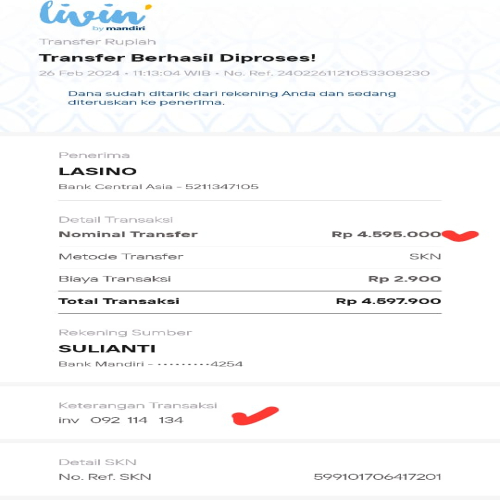 livin'
by mandiri
Transfer Rupiah
Transfer Berhasil Diproses!
26 Feb 2024 • 11:13:04 WIB • No. Ref. 2402261121053308230
Dana sudah ditarik dari rekening Anda dan sedang
diteruskan ke penerima.
Penerima
LASINO
Bank Central Asia - 5211347105
Detail Transaksi
Nominal Transfer Rp 4.595.000
Metode Transfer SKN
Biaya Transaksi Rp 2.900
Total Transaksi Rp 4.597.900
Rekening Sumber
SULIANTI
Bank Mandiri - •••••••••4254
Keterangan Transaksi
inv 092 114 134
Detail SKN
No. Ref. SKN 599101706417201